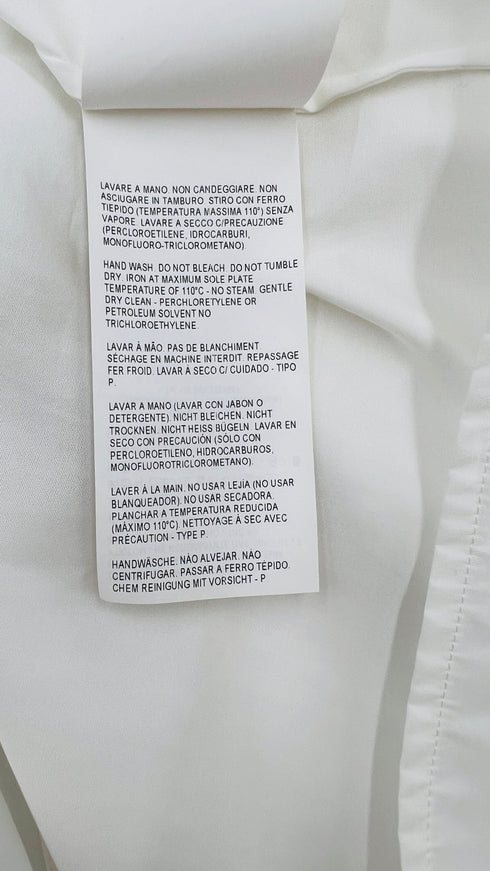 LAVARE A MANO. NON CANDEGGIARE. NON
ASCIUGARE IN TAMBURO. STIRO CON FERRO
TIEPIDO (TEMPERATURA MASSIMA 110°) SENZA
VAPORE. LAVARE A SECCO C/PRECAUZIONE
(PERCLOROETILENE, IDROCARBURI,
MONOFLUORO-TRICLOROMETANO).
HAND WASH. DO NOT BLEACH. DO NOT TUMBLE
DRY. IRON AT MAXIMUM SOLE PLATE
TEMPERATURE OF 110°C - NO STEAM. GENTLE
DRY CLEAN - PERCHLORETYLENE OR
PETROLEUM SOLVENT NO
TRICHLOROETHYLENE.
LAVAR À MÃO. PAS DE BLANCHIMENT.
SÉCHAGE EN MACHINE INTERDIT. REPASSAGE
FER FROID. LAVAR À SECO C/ CUIDADO - TIPO
P.
LAVAR A MANO (LAVAR CON JABON O
DETERGENTE). NICHT BLEICHEN. NICHT
TROCKNEN. NICHT HEISS BÜGELN. LAVAR EN
SECO CON PRECAUCIÓN (SÓLO CON
PERCLOROETILENO, HIDROCARBUROS,
MONOFLUOROTRICLOROMETANO).
LAVER À LA MAIN. NO USAR LEJÍA (NO USAR
BLANQUEADOR). NO USAR SECADORA.
PLANCHAR A TEMPERATURA REDUCIDA
(MÁXIMO 110°C). NETTOYAGE À SEC AVEC
PRÉCAUTION - TYPE P.
HANDWÄSCHE. NÃO ALVEJAR. NAO
CENTRIFUGAR. PASSAR A FERRO TÉPIDO.
CHEM REINIGUNG MIT VORSICHT - P